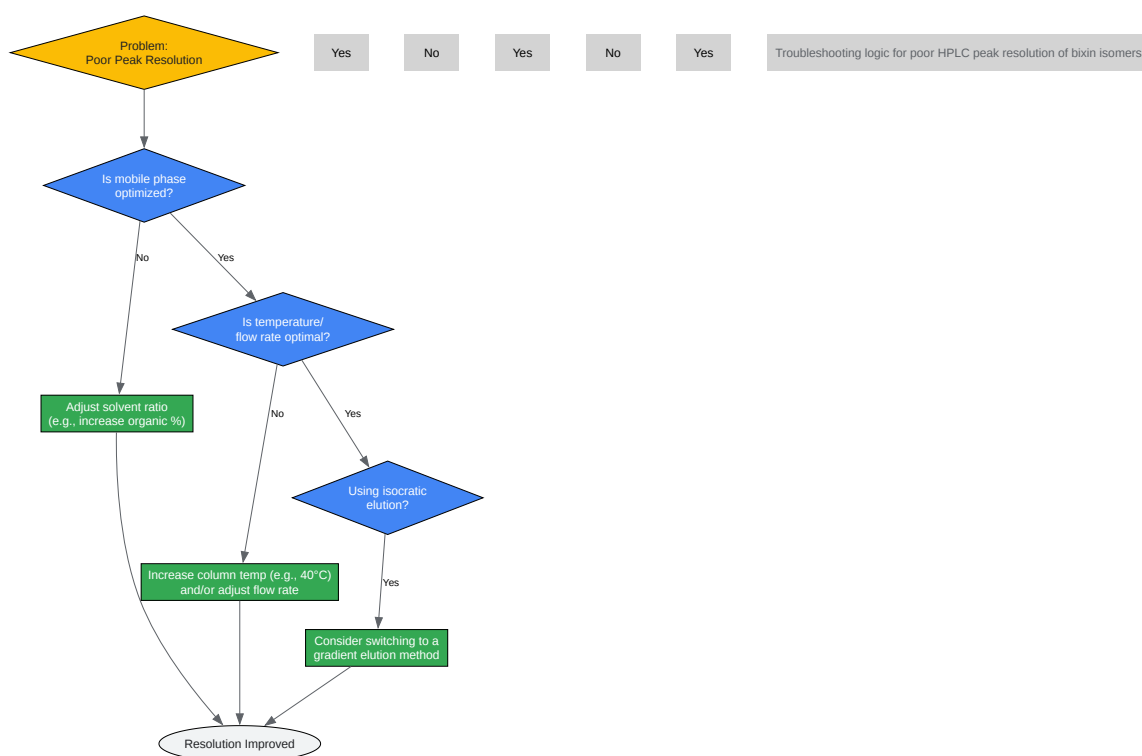 Problem:
Poor Peak Resolution
Yes
No
Yes
No
Yes
Troubleshooting logic for poor HPLC peak resolution of bixin isomers
Is mobile phase
optimized?
No
Yes
Is temperature/
flow rate optimal?
Adjust solvent ratio
(e.g., increase organic %)
No
Yes
Using isocratic
elution?
Increase column temp (e.g., 40°C)
and/or adjust flow rate
Yes
Consider switching to a
gradient elution method
Resolution Improved